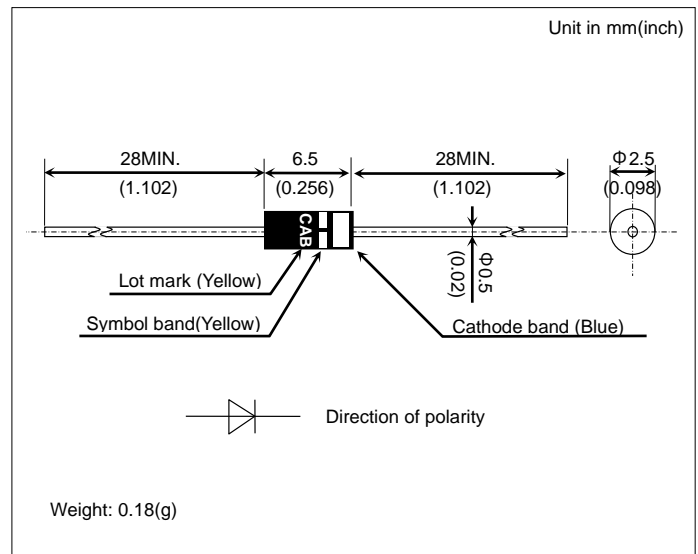 Unit in mm(inch)
28MIN. 6.5 28MIN. Φ2.5
(1.102) (0.256) (1.102) (0.098)
CAB
Φ0.5
(0.02)
Lot mark (Yellow)
Symbol band(Yellow)
Cathode band (Blue)
Direction of polarity
Weight: 0.18(g)